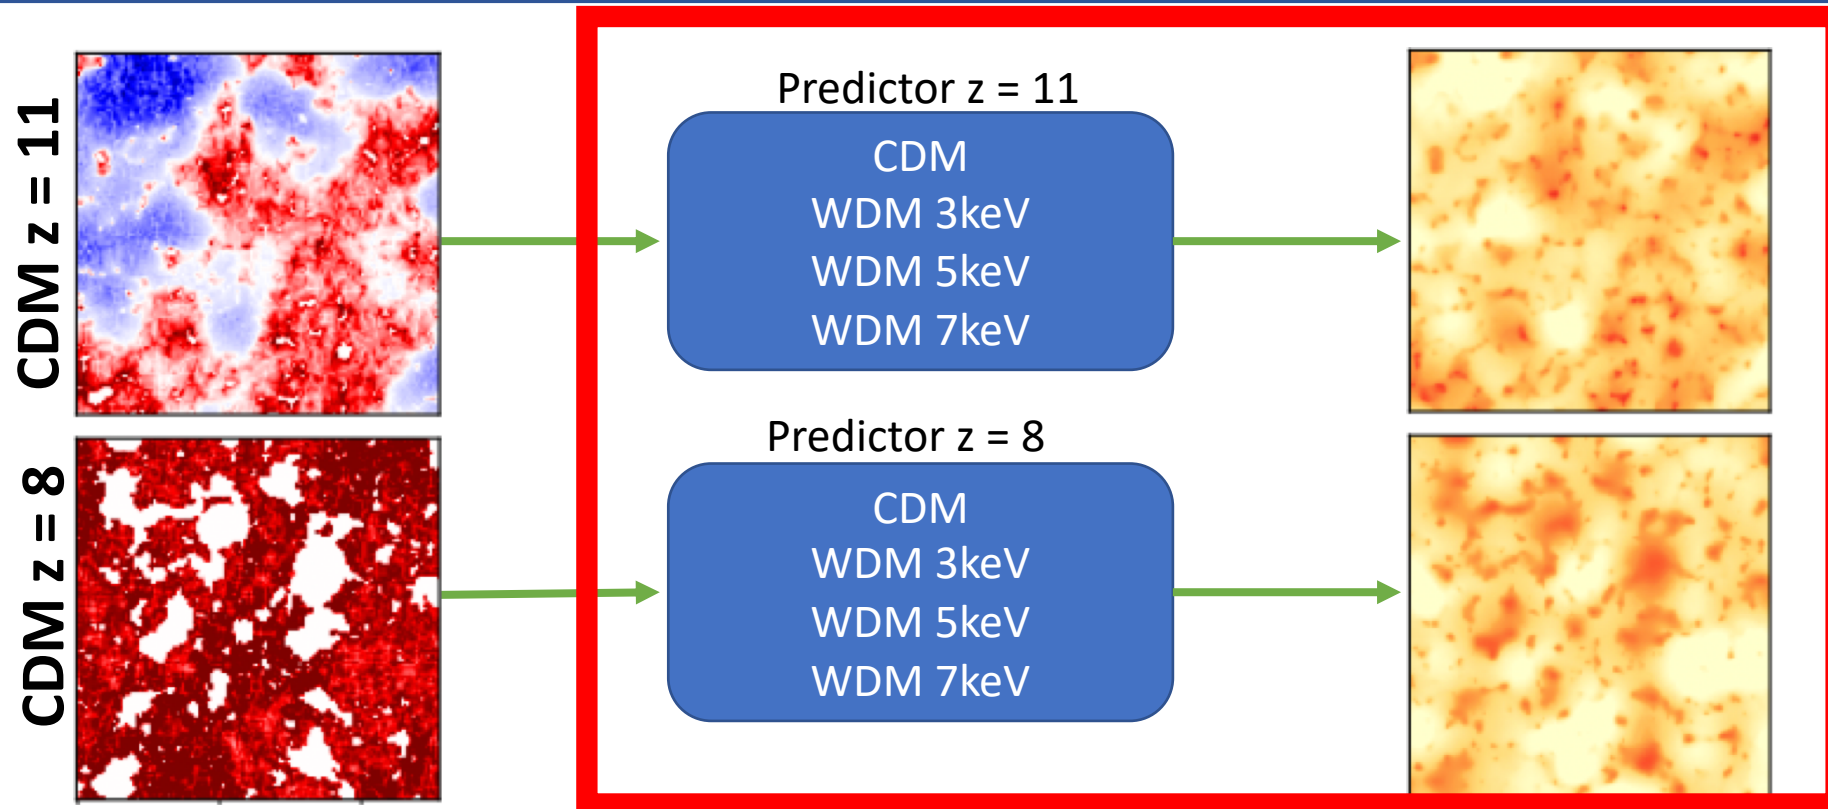 CDM z = 11
Predictor z = 11
CDM
WDM 3keV
WDM 5keV
WDM 7keV
CDM z = 8
Predictor z = 8
CDM
WDM 3keV
WDM 5keV
WDM 7keV